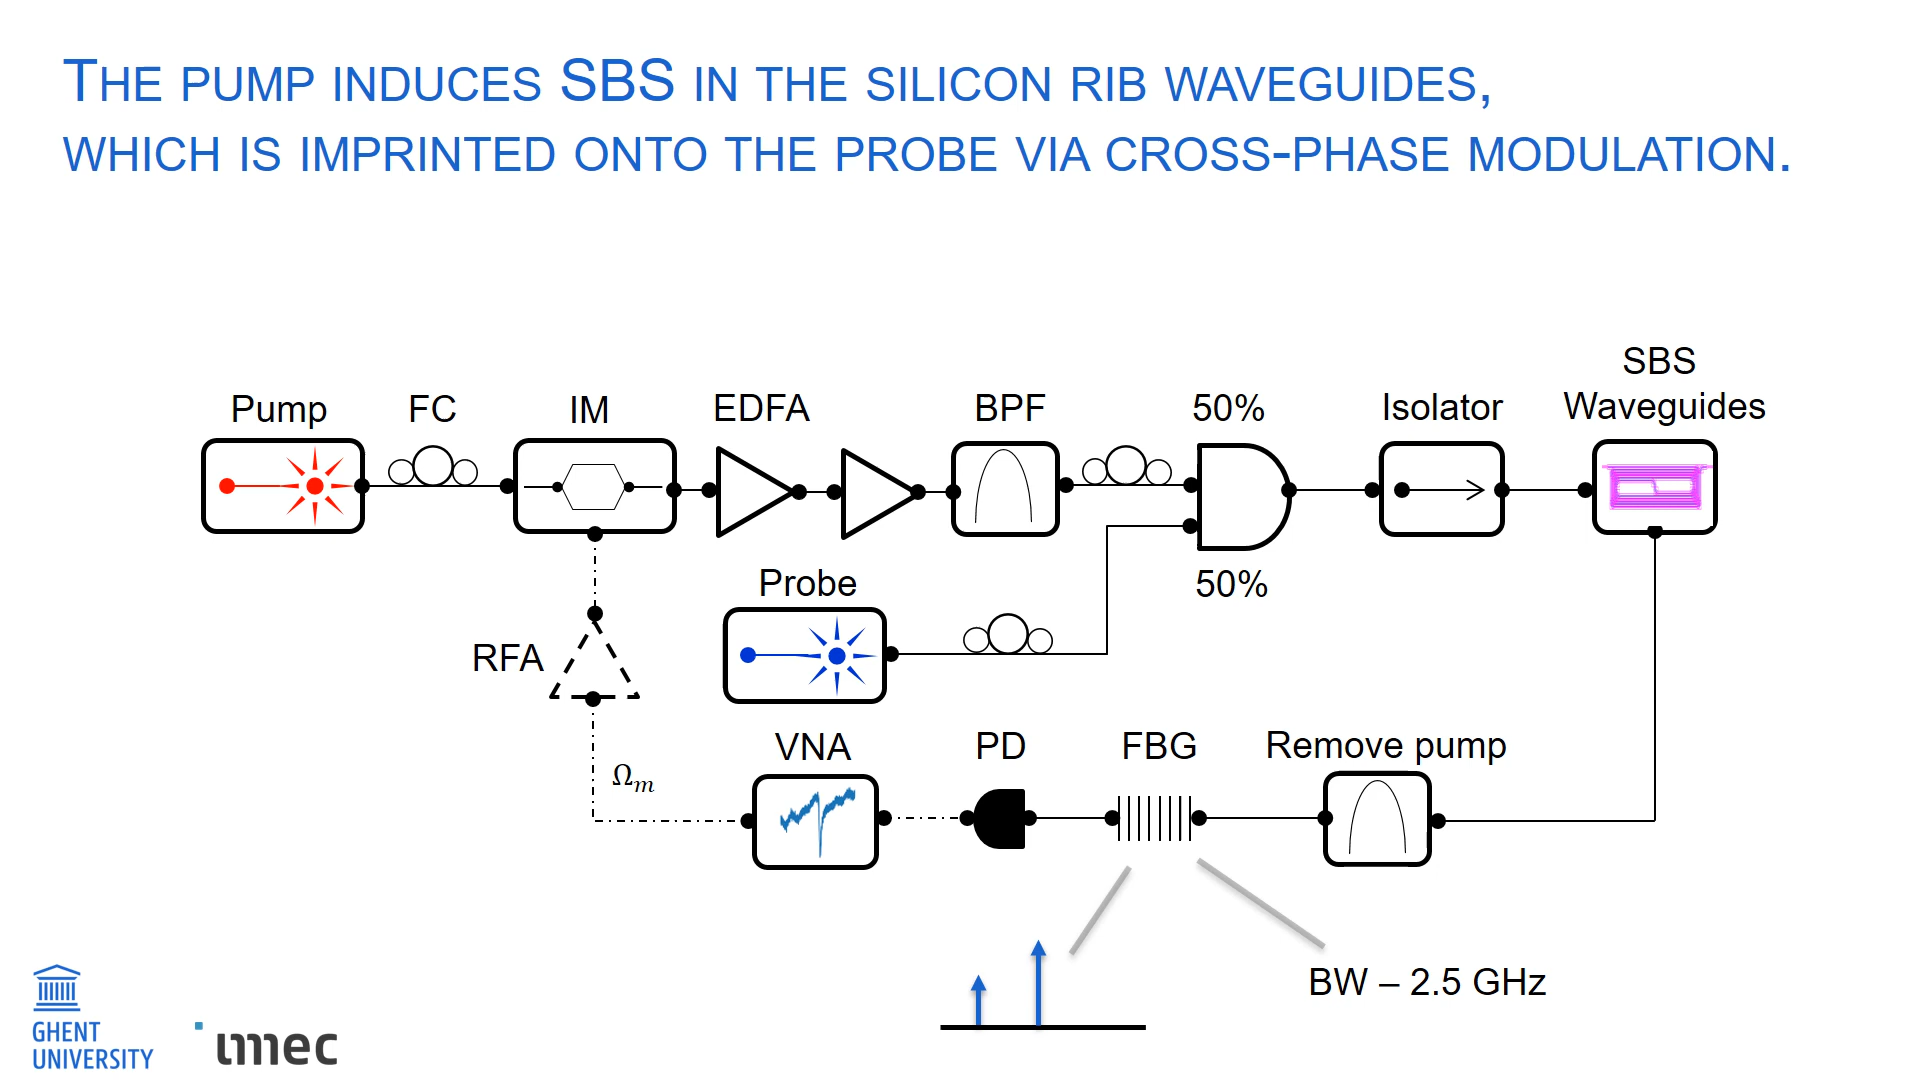 THE PUMP INDUCES SBS IN THE SILICON RIB WAVEGUIDES,
WHICH IS IMPRINTED ONTO THE PROBE VIA CROSS-PHASE MODULATION.
SBS
Waveguides
Pump
FC
IM
EDFA
BPF
50%
Isolator
Probe
50%
RFA
VNA
PD
FBG
Remove pump
Ωm
BW – 2.5 GHz
GHENT
UNIVERSITY
imec